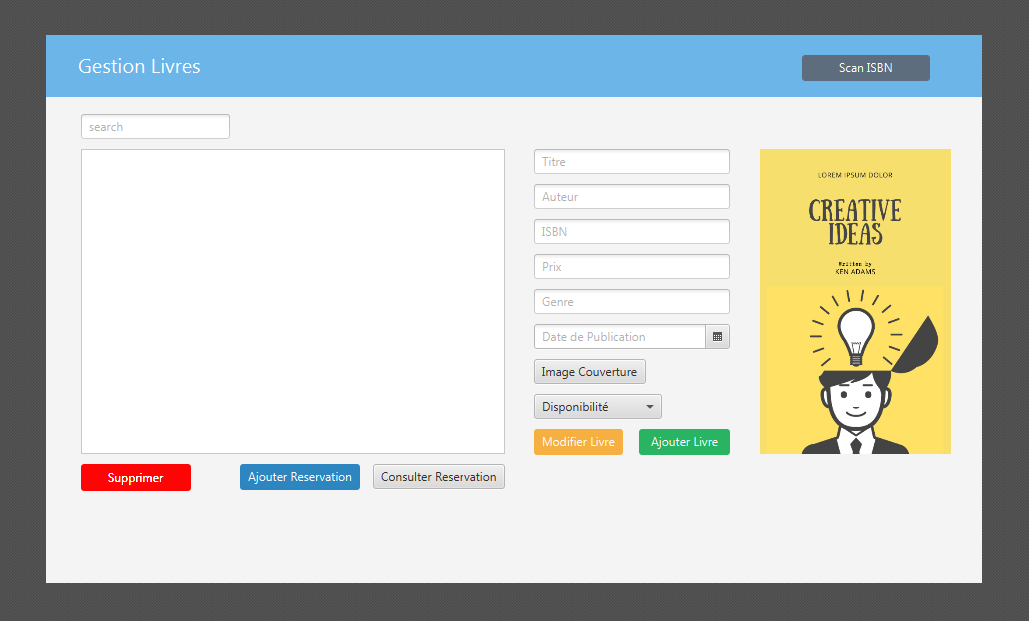 Gestion Livres
Scan ISBN
search
Titre
Auteur
ISBN
Prix
Genre
Date de Publication
Image Couverture
Disponibilité
Modifier Livre
Ajouter Livre
Supprimer
Ajouter Reservation
Consulter Reservation
LOREM IPSUM DOLOR
CREATIVE
IDEAS
Written by
KEN ADAMS